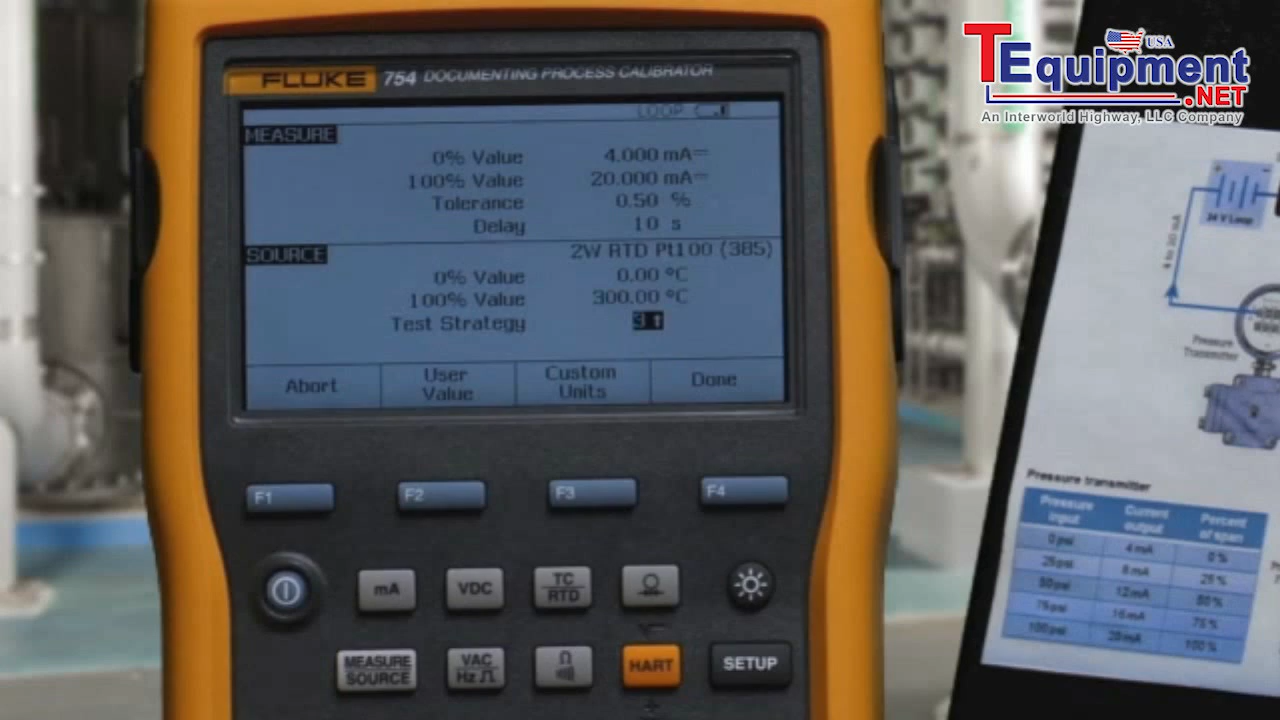 TEquipment.NET
USA
An Interworld Highway, LLC Company
FLUKE 754 DOCUMENTING PROCESS CALIBRATOR
LOOP
MEASURE
0% Value 4.000 mA
100% Value 20.000 mA
Tolerance 0.50 %
Delay 10 s
SOURCE 2W RTD Pt100 (385)
0% Value 0.00 °C
100% Value 300.00 °C
Test Strategy
Abort User Value Custom Units Done
F1 F2 F3 F4
mA VDC TC RTD
MEASURE SOURCE VAC Hz Ω HART SETUP
24 V Loop
4 to 20 mA
Pressure Transmitter
Pressure transmitter
Pressure input Current output Percent of span
0 psi 4 mA 0 %
25 psi 8 mA 25 %
50 psi 12 mA 50 %
75 psi 16 mA 75 %
100 psi 20 mA 100 %